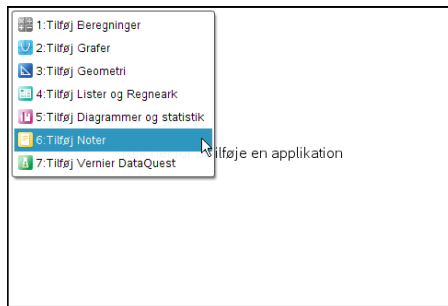 1:Tilføj Beregninger
2:Tilføj Grafer
3:Tilføj Geometri
4:Tilføj Lister og Regneark
5:Tilføj Diagrammer og statistik
6:Tilføj Noter
7:Tilføj Vernier DataQuest
ilføje en applikation